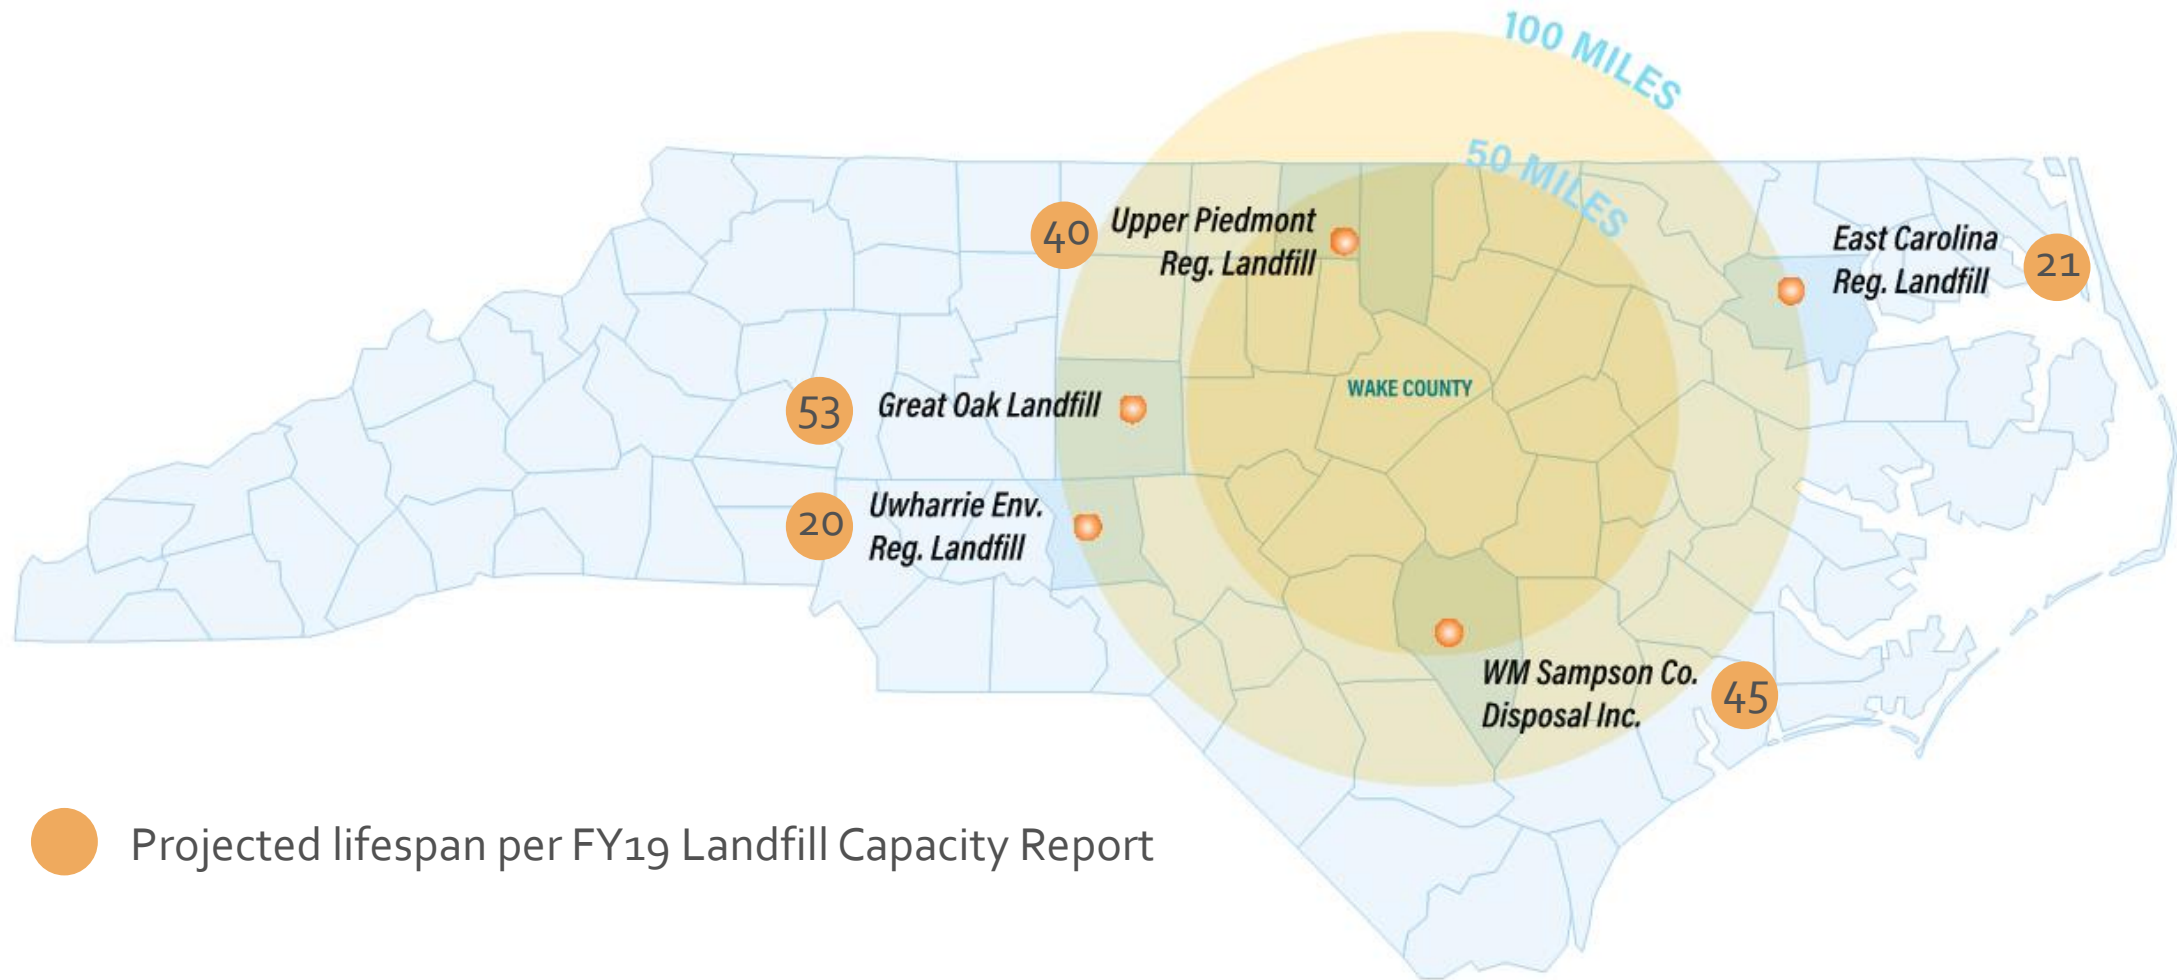 100 MILES
50 MILES
40
Upper Piedmont
Reg. Landfill
East Carolina
Reg. Landfill
21
WAKE COUNTY
53
Great Oak Landfill
20
Uwharrie Env.
Reg. Landfill
WM Sampson Co.
Disposal Inc.
45
Projected lifespan per FY19 Landfill Capacity Report